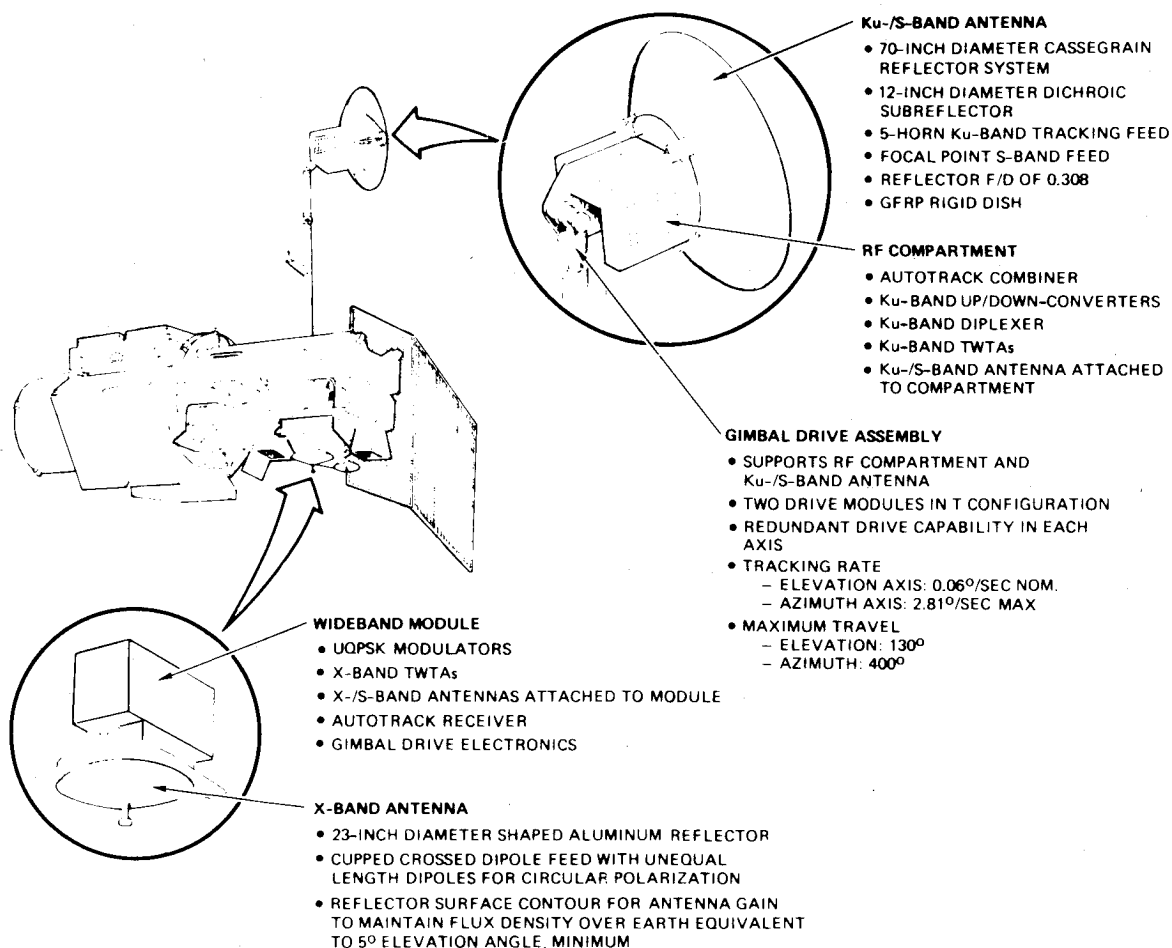 Ku-/S-BAND ANTENNA
• 70-INCH DIAMETER CASSEGRAIN
REFLECTOR SYSTEM
• 12-INCH DIAMETER DICHROIC
SUBREFLECTOR
• 5-HORN Ku-BAND TRACKING FEED
• FOCAL POINT S-BAND FEED
• REFLECTOR F/D OF 0.308
• GFRP RIGID DISH
RF COMPARTMENT
• AUTOTRACK COMBINER
• Ku-BAND UP/DOWN-CONVERTERS
• Ku-BAND DIPLEXER
• Ku-BAND TWTAs
• Ku-/S-BAND ANTENNA ATTACHED
TO COMPARTMENT
GIMBAL DRIVE ASSEMBLY
• SUPPORTS RF COMPARTMENT AND
Ku-/S-BAND ANTENNA
• TWO DRIVE MODULES IN T CONFIGURATION
• REDUNDANT DRIVE CAPABILITY IN EACH
AXIS
• TRACKING RATE
– ELEVATION AXIS: 0.06º/SEC NOM.
– AZIMUTH AXIS: 2.81º/SEC MAX
• MAXIMUM TRAVEL
– ELEVATION: 130º
– AZIMUTH: 400º
WIDEBAND MODULE
• UQPSK MODULATORS
• X-BAND TWTAs
• X-/S-BAND ANTENNAS ATTACHED TO MODULE
• AUTOTRACK RECEIVER
• GIMBAL DRIVE ELECTRONICS
X-BAND ANTENNA
• 23-INCH DIAMETER SHAPED ALUMINUM REFLECTOR
• CUPPED CROSSED DIPOLE FEED WITH UNEQUAL
LENGTH DIPOLES FOR CIRCULAR POLARIZATION
• REFLECTOR SURFACE CONTOUR FOR ANTENNA GAIN
TO MAINTAIN FLUX DENSITY OVER EARTH EQUIVALENT
TO 5º ELEVATION ANGLE, MINIMUM